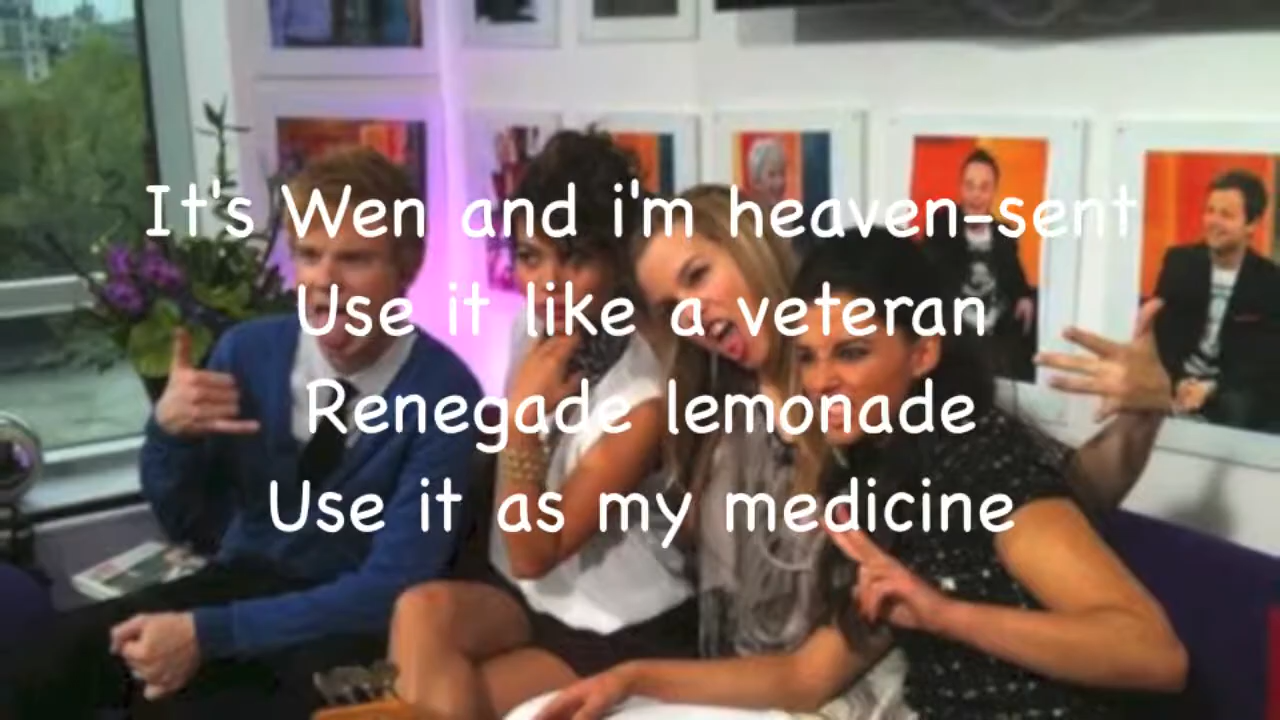 It's Wen and i'm heaven-sent
Use it like a veteran
Renegade lemonade
Use it as my medicine